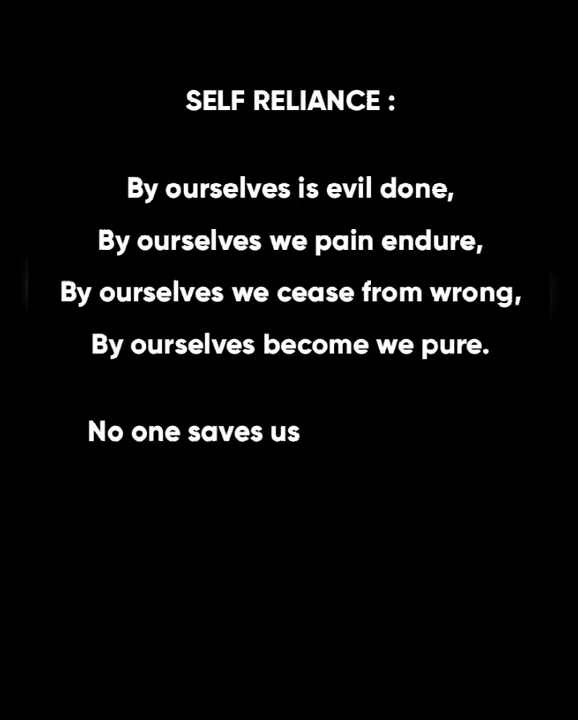 SELF RELIANCE :
By ourselves is evil done,
By ourselves we pain endure,
By ourselves we cease from wrong,
By ourselves become we pure.
No one saves us